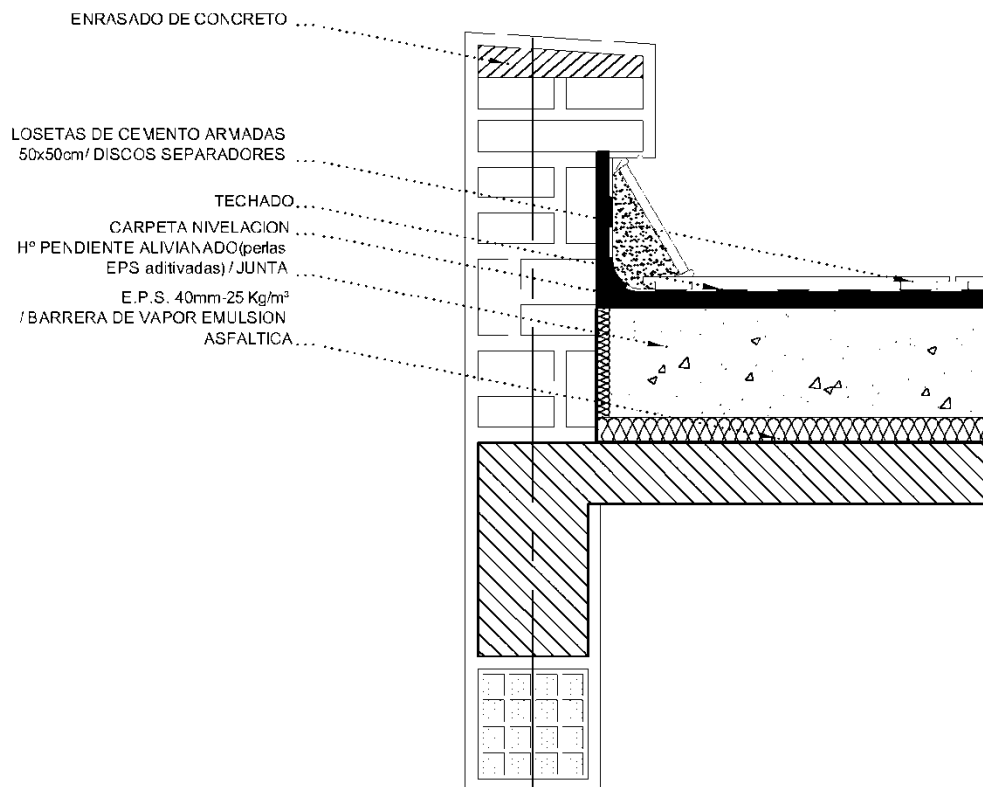 ENRASADO DE CONCRETO
LOSETAS DE CEMENTO ARMADAS
50x50cm/ DISCOS SEPARADORES
TECHADO
CARPETA NIVELACION
Hº PENDIENTE ALIVIANADO(perlas
EPS aditivadas) / JUNTA
E.P.S. 40mm-25 Kg/m³
/ BARRERA DE VAPOR EMULSION
ASFALTICA